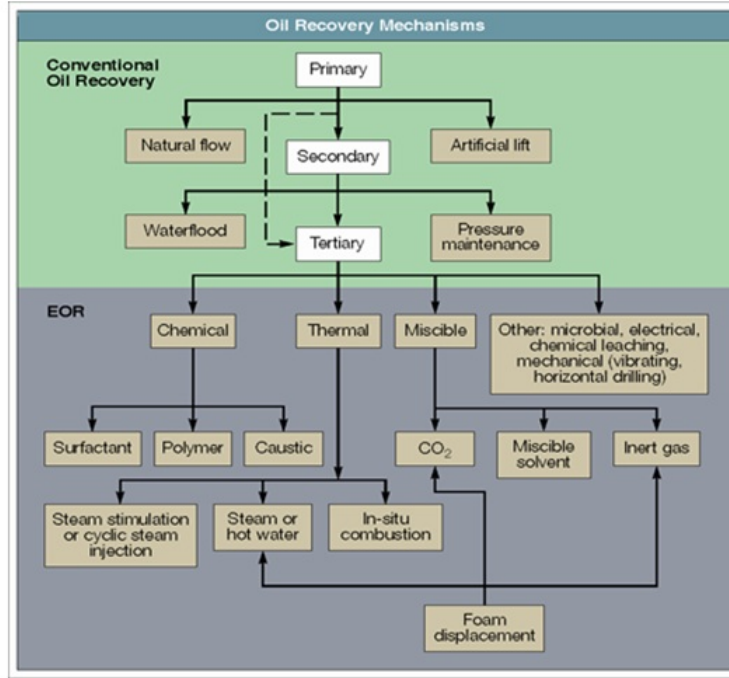 Oil Recovery Mechanisms
Conventional
Oil Recovery
Primary
Natural flow
Artificial lift
Secondary
Waterflood
Pressure
maintenance
Tertiary
EOR
Chemical
Thermal
Miscible
Other: microbial, electrical,
chemical leaching,
mechanical (vibrating,
horizontal drilling)
Surfactant
Polymer
Caustic
CO₂
Miscible
solvent
Inert gas
Steam stimulation
or cyclic steam
injection
Steam or
hot water
In-situ
combustion
Foam
displacement